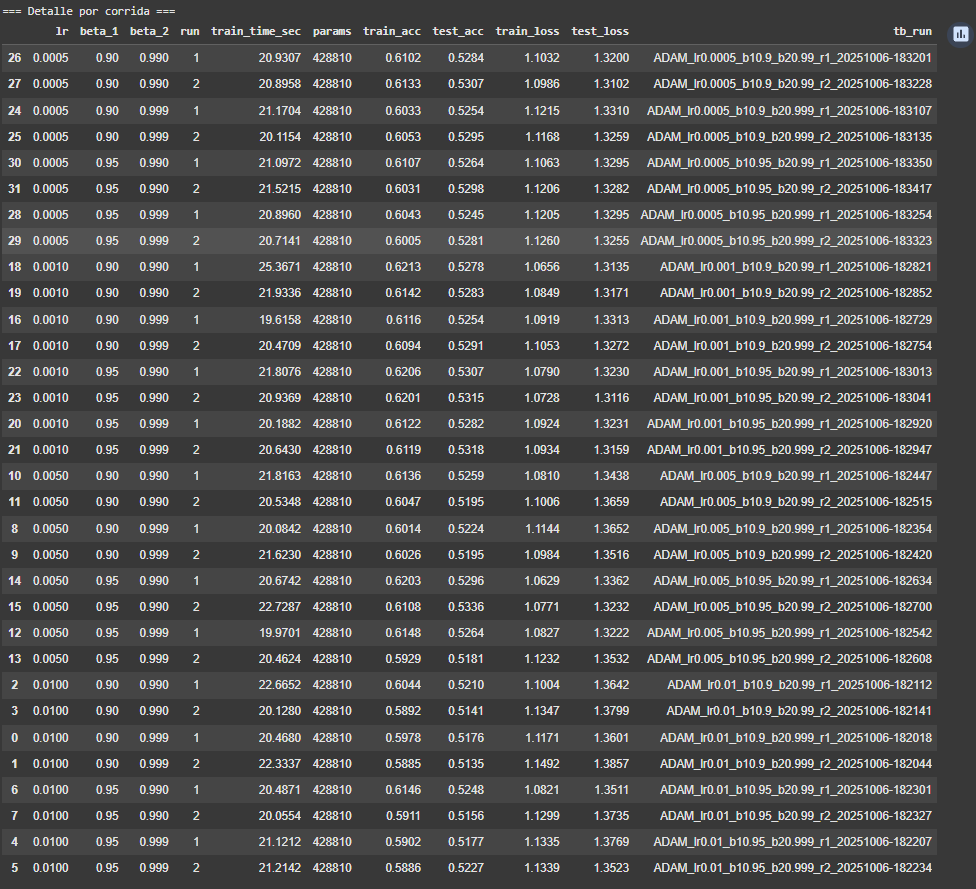 === Detalle por corrida ===
lr beta_1 beta_2 run train_time_sec params train_acc test_acc train_loss test_loss tb_run
26 0.0005 0.90 0.990 1 20.9307 428810 0.6102 0.5284 1.1032 1.3200 ADAM_lr0.0005_b10.9_b20.99_r1_20251006-183201
27 0.0005 0.90 0.990 2 20.8958 428810 0.6133 0.5307 1.0986 1.3102 ADAM_lr0.0005_b10.9_b20.99_r2_20251006-183228
24 0.0005 0.90 0.999 1 21.1704 428810 0.6033 0.5254 1.1215 1.3310 ADAM_lr0.0005_b10.9_b20.999_r1_20251006-183107
25 0.0005 0.90 0.999 2 20.1154 428810 0.6053 0.5295 1.1168 1.3259 ADAM_lr0.0005_b10.9_b20.999_r2_20251006-183135
30 0.0005 0.95 0.990 1 21.0972 428810 0.6107 0.5264 1.1063 1.3295 ADAM_lr0.0005_b10.95_b20.99_r1_20251006-183350
31 0.0005 0.95 0.990 2 21.5215 428810 0.6031 0.5298 1.1206 1.3282 ADAM_lr0.0005_b10.95_b20.99_r2_20251006-183417
28 0.0005 0.95 0.999 1 20.8960 428810 0.6043 0.5245 1.1205 1.3295 ADAM_lr0.0005_b10.95_b20.999_r1_20251006-183254
29 0.0005 0.95 0.999 2 20.7141 428810 0.6005 0.5281 1.1260 1.3255 ADAM_lr0.0005_b10.95_b20.999_r2_20251006-183323
18 0.0010 0.90 0.990 1 25.3671 428810 0.6213 0.5278 1.0656 1.3135 ADAM_lr0.001_b10.9_b20.99_r1_20251006-182821
19 0.0010 0.90 0.990 2 21.9336 428810 0.6142 0.5283 1.0849 1.3171 ADAM_lr0.001_b10.9_b20.99_r2_20251006-182852
16 0.0010 0.90 0.999 1 19.6158 428810 0.6116 0.5254 1.0919 1.3313 ADAM_lr0.001_b10.9_b20.999_r1_20251006-182729
17 0.0010 0.90 0.999 2 20.4709 428810 0.6094 0.5291 1.1053 1.3272 ADAM_lr0.001_b10.9_b20.999_r2_20251006-182754
22 0.0010 0.95 0.990 1 21.8076 428810 0.6206 0.5307 1.0790 1.3230 ADAM_lr0.001_b10.95_b20.99_r1_20251006-183013
23 0.0010 0.95 0.990 2 20.9369 428810 0.6201 0.5315 1.0728 1.3116 ADAM_lr0.001_b10.95_b20.99_r2_20251006-183041
20 0.0010 0.95 0.999 1 20.1882 428810 0.6122 0.5282 1.0924 1.3231 ADAM_lr0.001_b10.95_b20.999_r1_20251006-182920
21 0.0010 0.95 0.999 2 20.6430 428810 0.6119 0.5318 1.0934 1.3159 ADAM_lr0.001_b10.95_b20.999_r2_20251006-182947
10 0.0050 0.90 0.990 1 21.8163 428810 0.6136 0.5259 1.0810 1.3438 ADAM_lr0.005_b10.9_b20.99_r1_20251006-182447
11 0.0050 0.90 0.990 2 20.5348 428810 0.6047 0.5195 1.1006 1.3659 ADAM_lr0.005_b10.9_b20.99_r2_20251006-182515
8 0.0050 0.90 0.999 1 20.0842 428810 0.6014 0.5224 1.1144 1.3652 ADAM_lr0.005_b10.9_b20.999_r1_20251006-182354
9 0.0050 0.90 0.999 2 21.6230 428810 0.6026 0.5195 1.0984 1.3516 ADAM_lr0.005_b10.9_b20.999_r2_20251006-182420
14 0.0050 0.95 0.990 1 20.6742 428810 0.6203 0.5296 1.0629 1.3362 ADAM_lr0.005_b10.95_b20.99_r1_20251006-182634
15 0.0050 0.95 0.990 2 22.7287 428810 0.6108 0.5336 1.0771 1.3232 ADAM_lr0.005_b10.95_b20.99_r2_20251006-182700
12 0.0050 0.95 0.999 1 19.9701 428810 0.6148 0.5264 1.0827 1.3222 ADAM_lr0.005_b10.95_b20.999_r1_20251006-182542
13 0.0050 0.95 0.999 2 20.4624 428810 0.5929 0.5181 1.1232 1.3532 ADAM_lr0.005_b10.95_b20.999_r2_20251006-182608
2 0.0100 0.90 0.990 1 22.6652 428810 0.6044 0.5210 1.1004 1.3642 ADAM_lr0.01_b10.9_b20.99_r1_20251006-182112
3 0.0100 0.90 0.990 2 20.1280 428810 0.5892 0.5141 1.1347 1.3799 ADAM_lr0.01_b10.9_b20.99_r2_20251006-182141
0 0.0100 0.90 0.999 1 20.4680 428810 0.5978 0.5176 1.1171 1.3601 ADAM_lr0.01_b10.9_b20.999_r1_20251006-182018
1 0.0100 0.90 0.999 2 22.3337 428810 0.5885 0.5135 1.1492 1.3857 ADAM_lr0.01_b10.9_b20.999_r2_20251006-182044
6 0.0100 0.95 0.990 1 20.4871 428810 0.6146 0.5248 1.0821 1.3511 ADAM_lr0.01_b10.95_b20.99_r1_20251006-182301
7 0.0100 0.95 0.990 2 20.0554 428810 0.5911 0.5156 1.1299 1.3735 ADAM_lr0.01_b10.95_b20.99_r2_20251006-182327
4 0.0100 0.95 0.999 1 21.1212 428810 0.5902 0.5177 1.1335 1.3769 ADAM_lr0.01_b10.95_b20.999_r1_20251006-182207
5 0.0100 0.95 0.999 2 21.2142 428810 0.5886 0.5227 1.1339 1.3523 ADAM_lr0.01_b10.95_b20.999_r2_20251006-182234